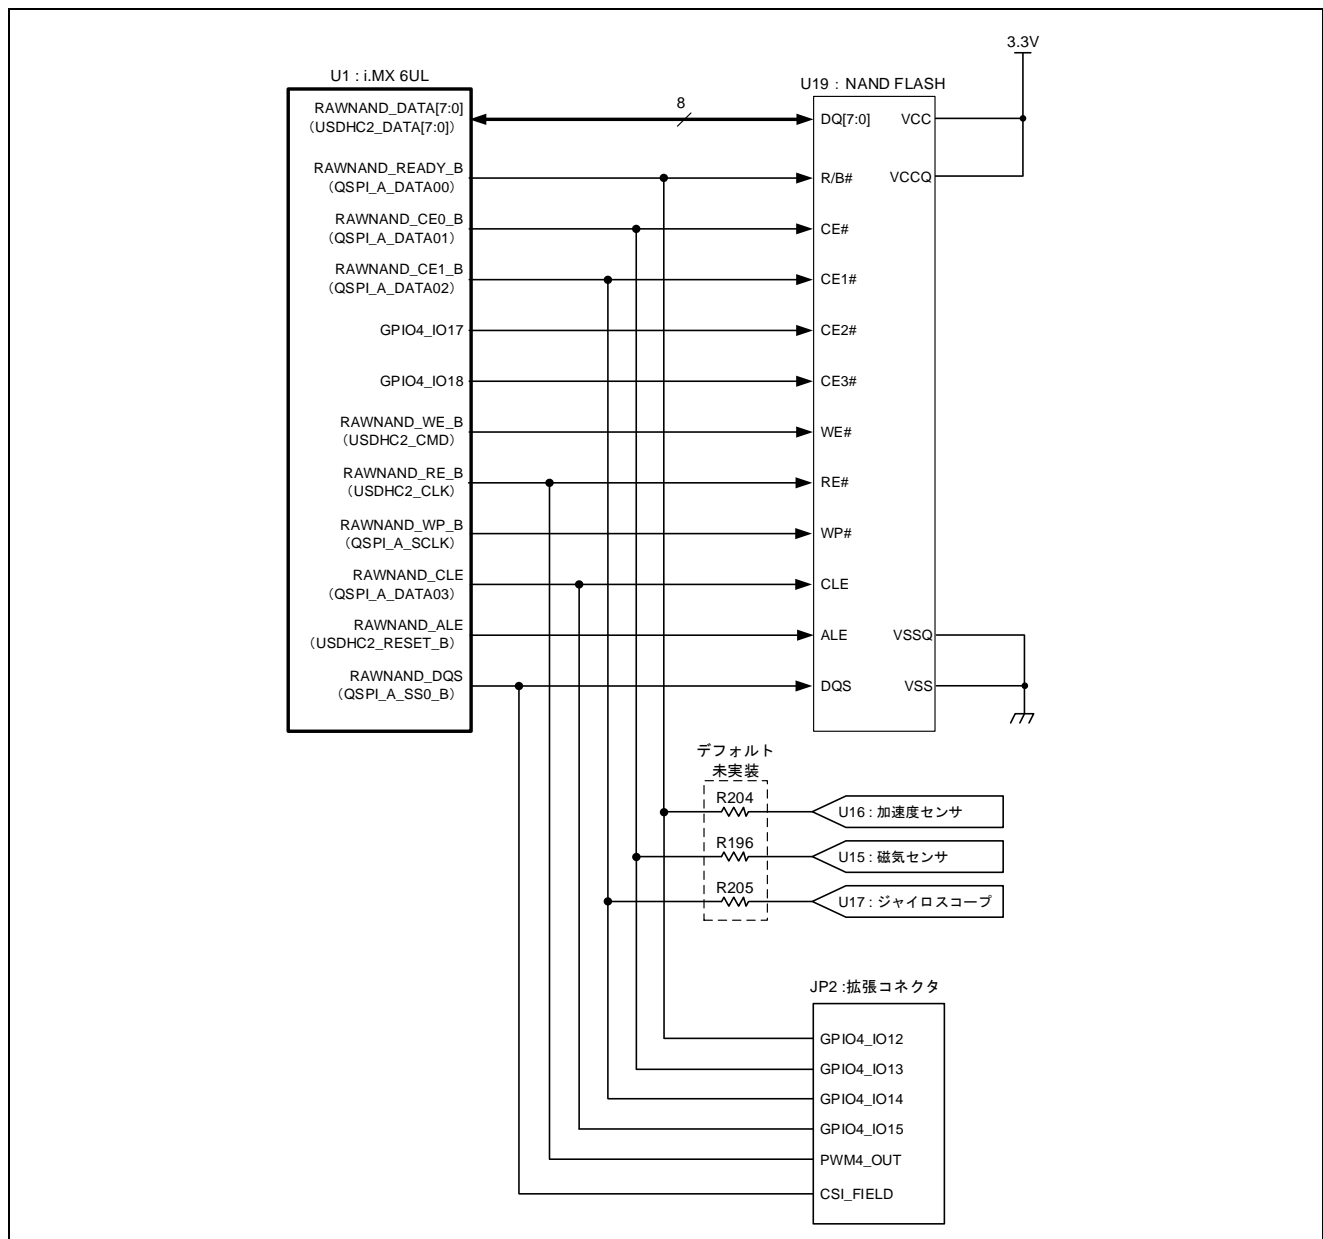 3.3V
U1 : i.MX 6UL
U19 : NAND FLASH
RAWNAND_DATA[7:0]
(USDHC2_DATA[7:0])
8
DQ[7:0]
VCC
RAWNAND_READY_B
(QSPI_A_DATA00)
R/B#
VCCQ
RAWNAND_CE0_B
(QSPI_A_DATA01)
CE#
RAWNAND_CE1_B
(QSPI_A_DATA02)
CE1#
GPIO4_IO17
CE2#
GPIO4_IO18
CE3#
RAWNAND_WE_B
(USDHC2_CMD)
WE#
RAWNAND_RE_B
(USDHC2_CLK)
RE#
RAWNAND_WP_B
(QSPI_A_SCLK)
WP#
RAWNAND_CLE
(QSPI_A_DATA03)
CLE
RAWNAND_ALE
(USDHC2_RESET_B)
ALE
VSSQ
RAWNAND_DQS
(QSPI_A_SS0_B)
DQS
VSS
デフォルト
未実装
R204
U16 : 加速度センサ
R196
U15 : 磁気センサ
R205
U17 : ジャイロスコープ
JP2 :拡張コネクタ
GPIO4_IO12
GPIO4_IO13
GPIO4_IO14
GPIO4_IO15
PWM4_OUT
CSI_FIELD